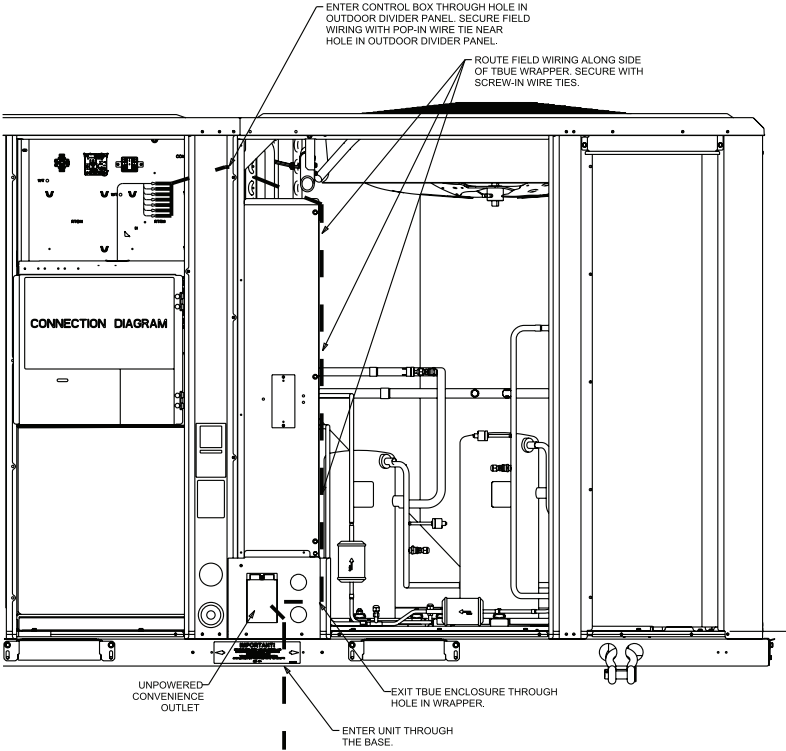 ENTER CONTROL BOX THROUGH HOLE IN
OUTDOOR DIVIDER PANEL. SECURE FIELD
WIRING WITH POP-IN WIRE TIE NEAR
HOLE IN OUTDOOR DIVIDER PANEL.
ROUTE FIELD WIRING ALONG SIDE
OF TBUE WRAPPER. SECURE WITH
SCREW-IN WIRE TIES.
CONNECTION DIAGRAM
IMPORTANT!
UNPOWERED
CONVENIENCE
OUTLET
EXIT TBUE ENCLOSURE THROUGH
HOLE IN WRAPPER.
ENTER UNIT THROUGH
THE BASE.